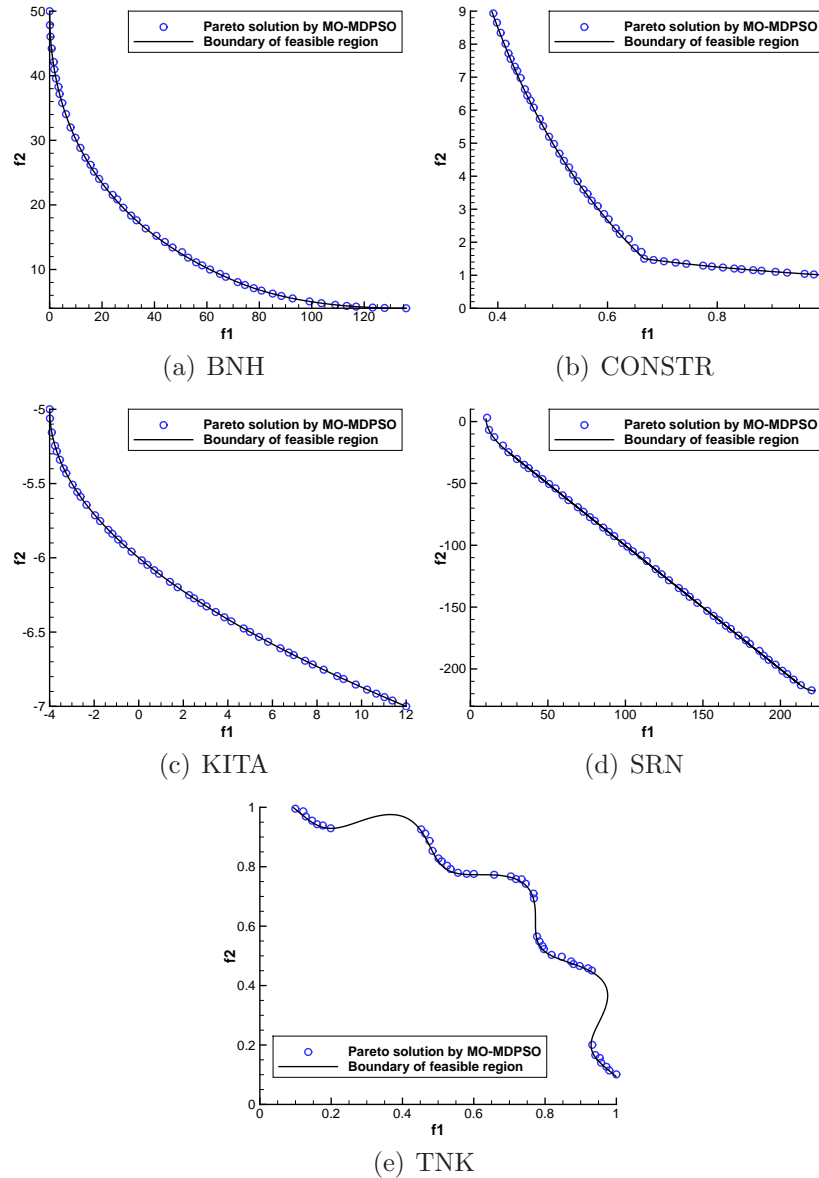 Pareto solution by MO-MDPSO
Boundary of feasible region
f2
50
40
30
20
10
0 20 40 60 80 100 120
f1
(a) BNH
Pareto solution by MO-MDPSO
Boundary of feasible region
f2
9
8
7
6
5
4
3
2
1
0
0.4 0.6 0.8
f1
(b) CONSTR
Pareto solution by MO-MDPSO
Boundary of feasible region
f2
-5
-5.5
-6
-6.5
-7
-4 -2 0 2 4 6 8 10 12
f1
(c) KITA
Pareto solution by MO-MDPSO
Boundary of feasible region
f2
0
-50
-100
-150
-200
0 50 100 150 200
f1
(d) SRN
f2
1
0.8
0.6
0.4
0.2
0
Pareto solution by MO-MDPSO
Boundary of feasible region
0 0.2 0.4 0.6 0.8 1
f1
(e) TNK